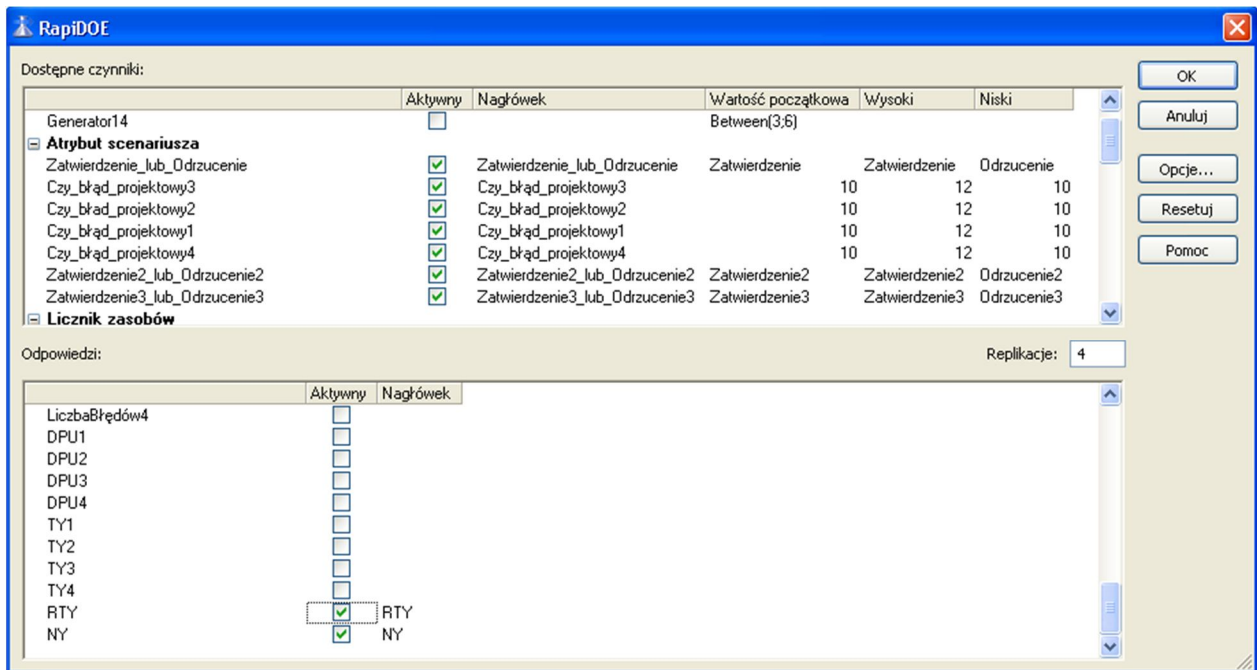 RapiDOE
Dostępne czynniki:
OK
Aktywny Nagłówek Wartość początkowa Wysoki Niski
Generator14 Between(3;6)
Anuluj
Atrybut scenariusza
Zatwierdzenie_lub_Odrzucenie Zatwierdzenie_lub_Odrzucenie Zatwierdzenie Zatwierdzenie Odrzucenie
Opcje...
Czy_błąd_projektowy3 Czy_błąd_projektowy3 10 12 10
Czy_bład_projektowy2 Czy_bład_projektowy2 10 12 10
Resetuj
Czy_błąd_projektowy1 Czy_błąd_projektowy1 10 12 10
Czy_błąd_projektowy4 Czy_błąd_projektowy4 10 12 10
Pomoc
Zatwierdzenie2_lub_Odrzucenie2 Zatwierdzenie2_lub_Odrzucenie2 Zatwierdzenie2 Zatwierdzenie2 Odrzucenie2
Zatwierdzenie3_lub_Odrzucenie3 Zatwierdzenie3_lub_Odrzucenie3 Zatwierdzenie3 Zatwierdzenie3 Odrzucenie3
Licznik zasobów
Odpowiedzi: Replikacje: 4
Aktywny Nagłówek
LiczbaBłędów4
DPU1
DPU2
DPU3
DPU4
TY1
TY2
TY3
TY4
RTY RTY
NY NY